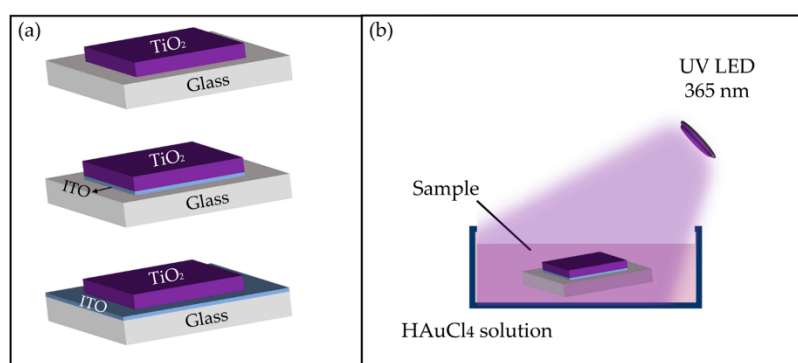 (a)
TiO₂
Glass
TiO₂
ITO
Glass
TiO₂
ITO
Glass
(b)
UV LED
365 nm
Sample
HAuCl4 solution